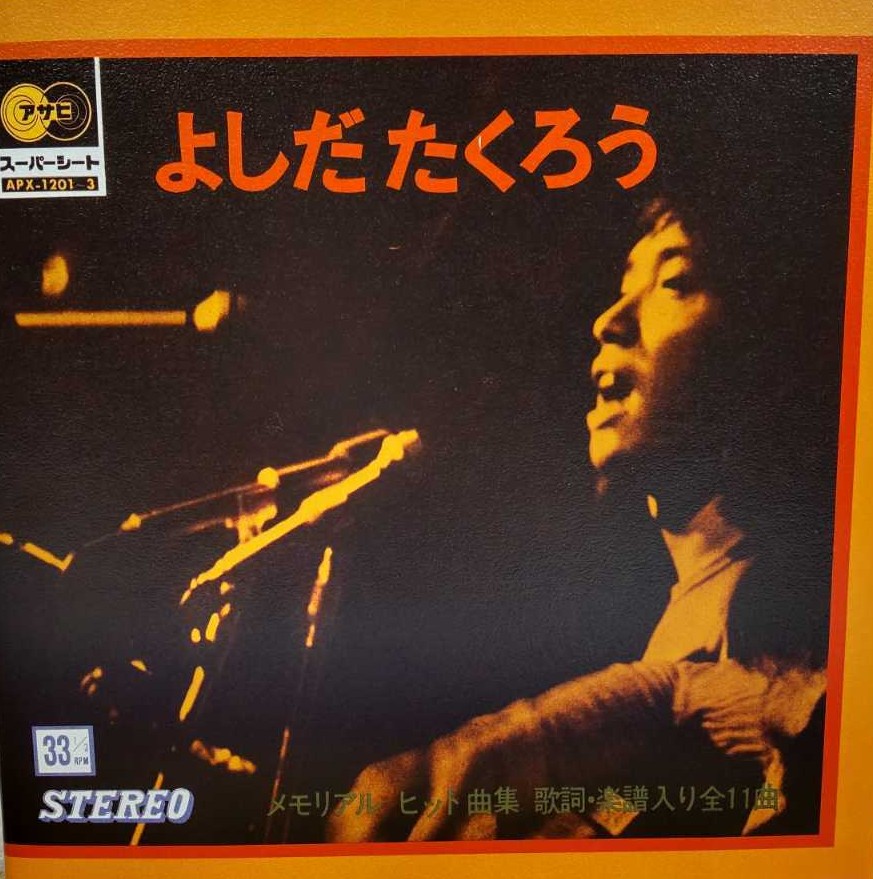 アサヒ
スーパーシート
APX-1201~3
よしだ たくろう
33 1/3
RPM
STEREO
メモリアル ヒット曲集 歌詞・楽譜入り全11曲